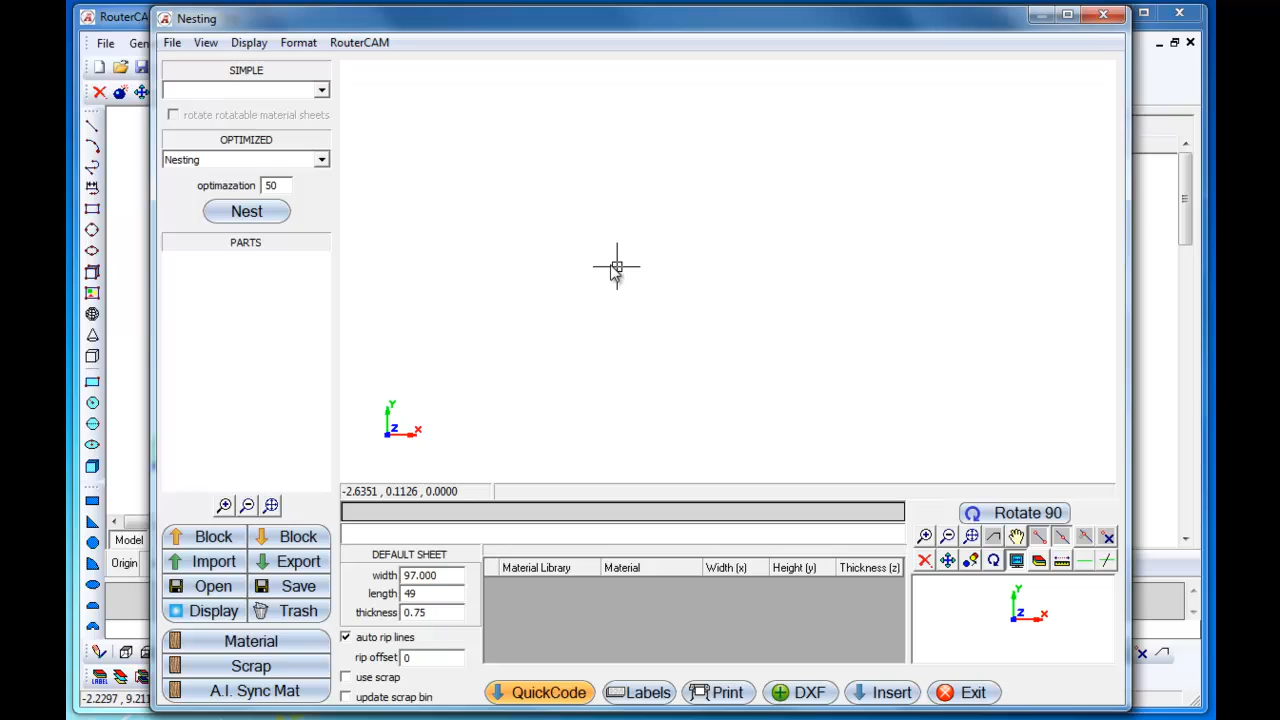 RouterCA
Nesting
File Gen
File View Display Format RouterCAM
SIMPLE
rotate rotatable material sheets
OPTIMIZED
Nesting
optimazation 50
Nest
PARTS
Y
Z X
-2.6351 , 0.1126 , 0.0000
Rotate 90
Block Block
Import Export
Open Save
Display Trash
Material
Scrap
A.I. Sync Mat
DEFAULT SHEET
width 97.000
length 49
thickness 0.75
auto rip lines
rip offset 0
use scrap
update scrap bin
Material Library Material Width (x) Height (y) Thickness (z)
Y
Z X
QuickCode Labels Print DXF Insert Exit
Model
Origin
LABEL
-2.2297 , 9.211